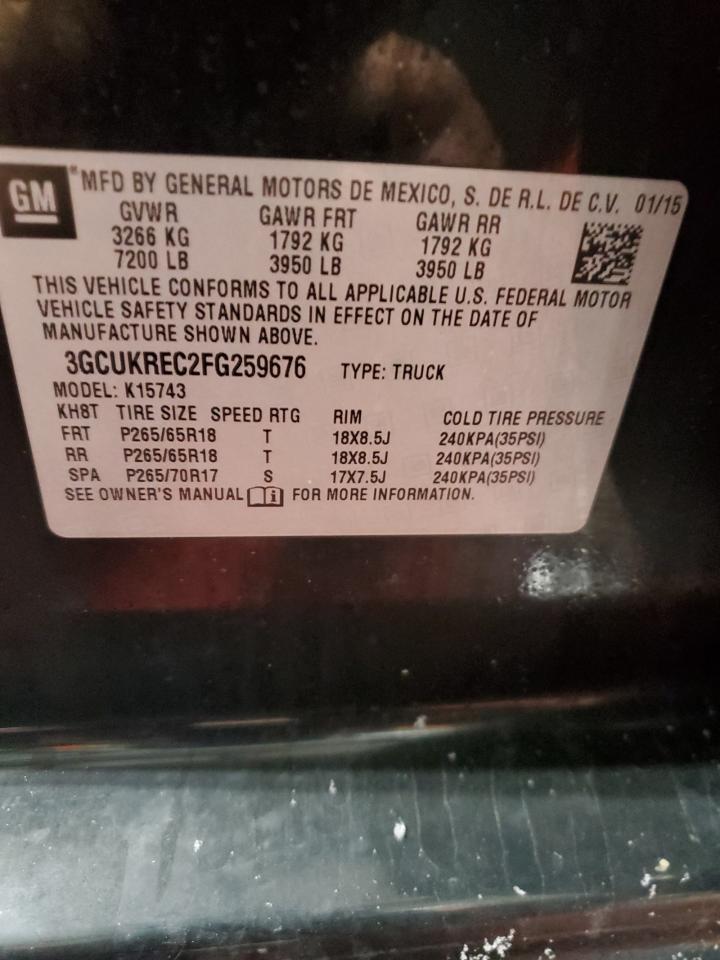 GM
*MFD BY GENERAL MOTORS DE MEXICO, S. DE R.L. DE C.V. 01/15
GVWR GAWR FRT GAWR RR
3266 KG 1792 KG 1792 KG
7200 LB 3950 LB 3950 LB
THIS VEHICLE CONFORMS TO ALL APPLICABLE U.S. FEDERAL MOTOR
VEHICLE SAFETY STANDARDS IN EFFECT ON THE DATE OF
MANUFACTURE SHOWN ABOVE.
3GCUKREC2FG259676 TYPE: TRUCK
MODEL: K15743
KH8T TIRE SIZE SPEED RTG RIM COLD TIRE PRESSURE
FRT P265/65R18 T 18X8.5J 240KPA(35PSI)
RR P265/65R18 T 18X8.5J 240KPA(35PSI)
SPA P265/70R17 S 17X7.5J 240KPA(35PSI)
SEE OWNER'S MANUAL i FOR MORE INFORMATION.